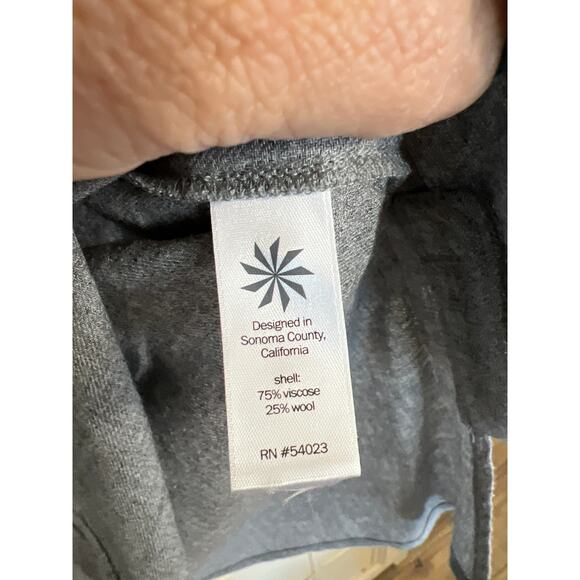 Designed in
Sonoma County,
California
shell:
75% viscose
25% wool
RN #54023